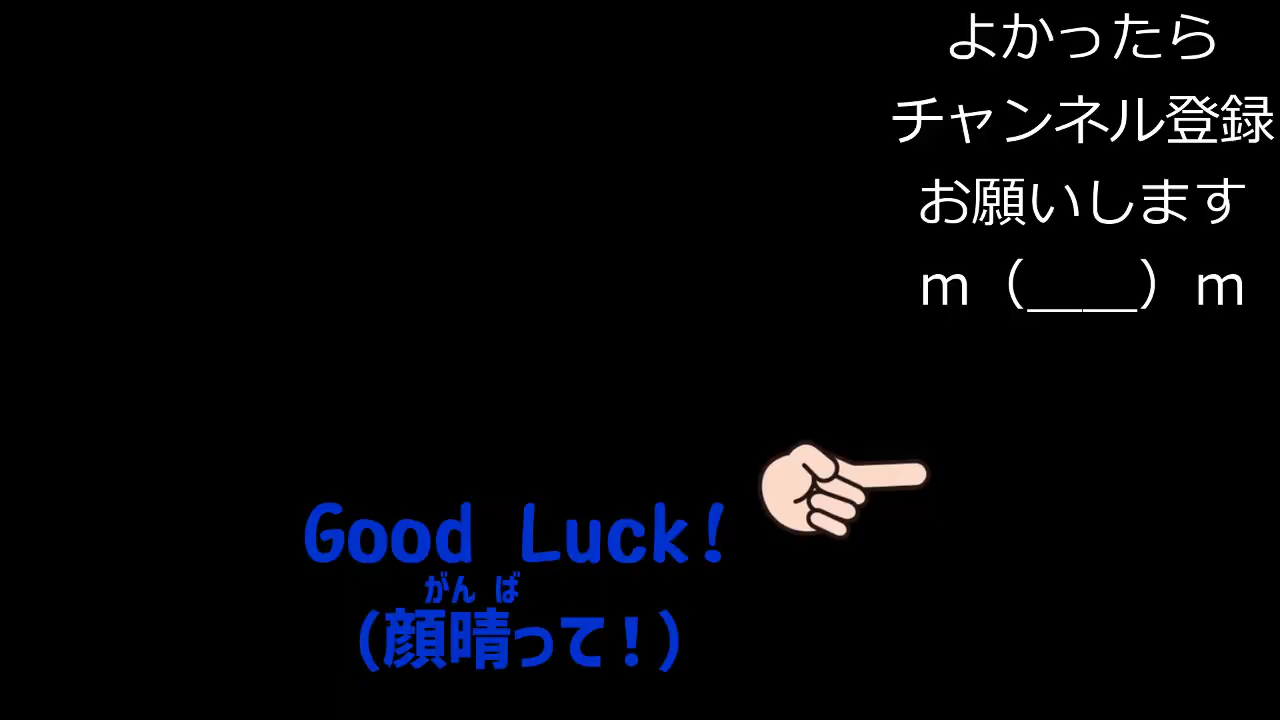 よかったら
チャンネル登録
お願いします
m（＿＿）m
Good Luck!
がんば
（顔晴って！）